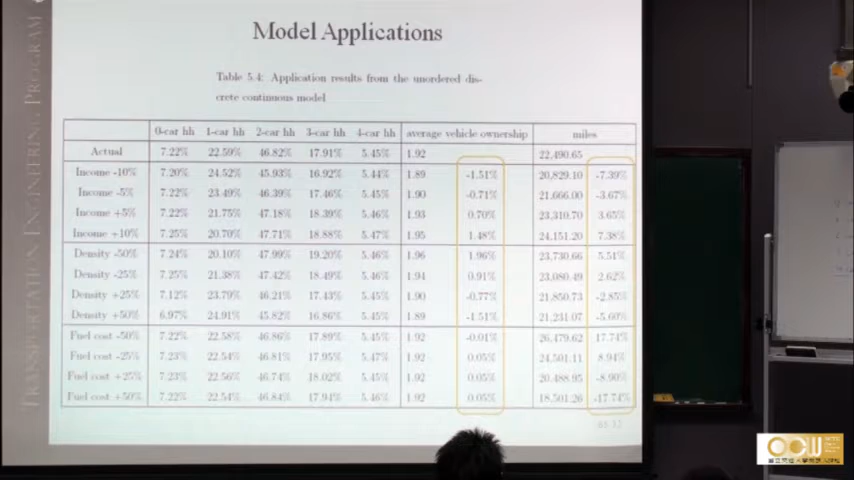 TRANSPORTATION ENGINEERING PROGRAM
Model Applications
Table 5.4: Application results from the unordered dis-
crete continuous model
0-car hh 1-car hh 2-car hh 3-car hh 4-car hh average vehicle ownership miles
Actual 7.22% 22.59% 46.82% 17.91% 5.45% 1.92 22,490.65
Income -10% 7.20% 24.52% 45.93% 16.92% 5.44% 1.89 -1.51% 20,829.10 -7.39%
Income -5% 7.22% 23.49% 46.39% 17.46% 5.45% 1.90 -0.71% 21,666.00 -3.67%
Income +5% 7.22% 21.75% 47.18% 18.39% 5.46% 1.93 0.70% 23,310.70 3.65%
Income +10% 7.25% 20.70% 47.71% 18.88% 5.47% 1.95 1.48% 24,151.20 7.38%
Density -50% 7.24% 20.10% 47.99% 19.20% 5.46% 1.96 1.96% 23,730.66 5.51%
Density -25% 7.25% 21.38% 47.42% 18.49% 5.46% 1.94 0.91% 23,080.49 2.62%
Density +25% 7.12% 23.79% 46.21% 17.43% 5.45% 1.90 -0.77% 21,850.73 -2.85%
Density +50% 6.97% 24.91% 45.82% 16.86% 5.45% 1.89 -1.51% 21,231.07 -5.60%
Fuel cost -50% 7.22% 22.58% 46.86% 17.89% 5.45% 1.92 -0.01% 26,479.62 17.74%
Fuel cost -25% 7.23% 22.54% 46.81% 17.95% 5.47% 1.92 0.05% 24,501.11 8.94%
Fuel cost +25% 7.23% 22.56% 46.74% 18.02% 5.45% 1.92 0.05% 20,488.95 -8.90%
Fuel cost +50% 7.22% 22.54% 46.84% 17.94% 5.46% 1.92 0.05% 18,501.26 -17.74%
OCW